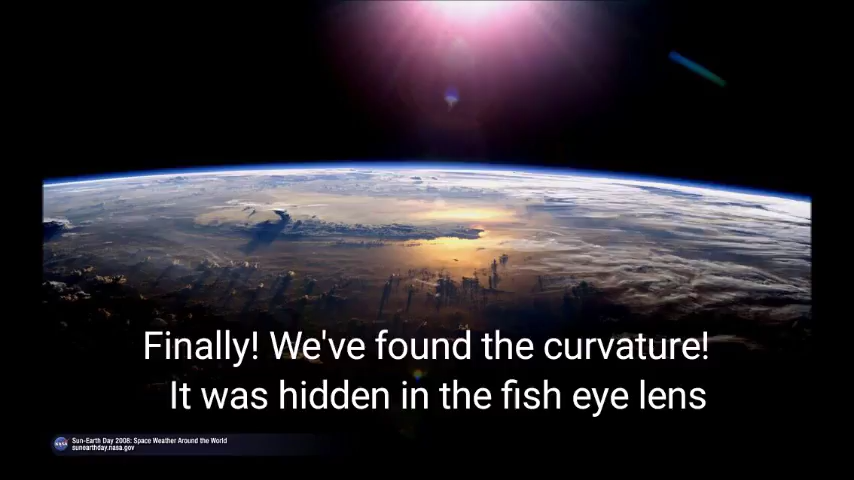 Finally! We've found the curvature!
It was hidden in the fish eye lens
NASA
Sun-Earth Day 2008: Space Weather Around the World
sunearthday.nasa.gov